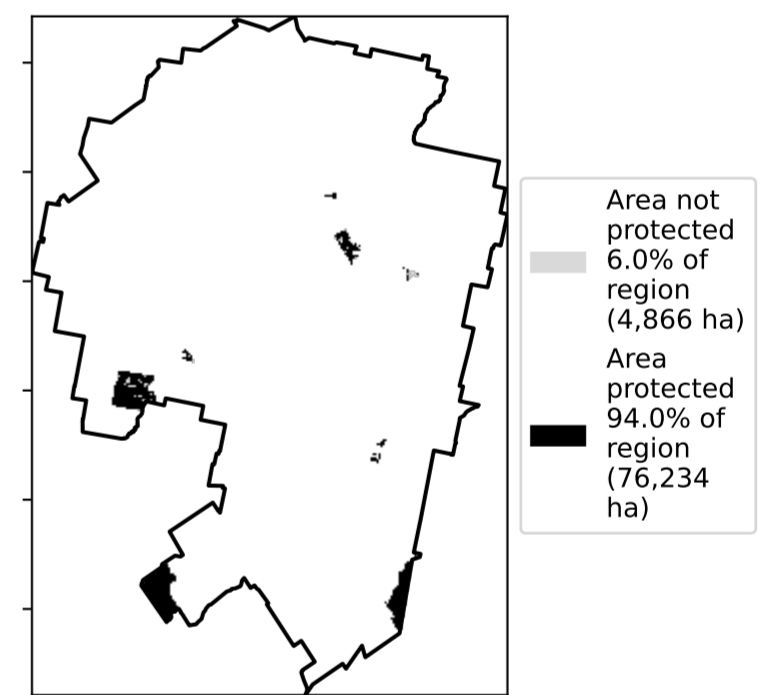 Area not
protected
6.0% of
region
(4,866 ha)
Area
protected
94.0% of
region
(76,234
ha)